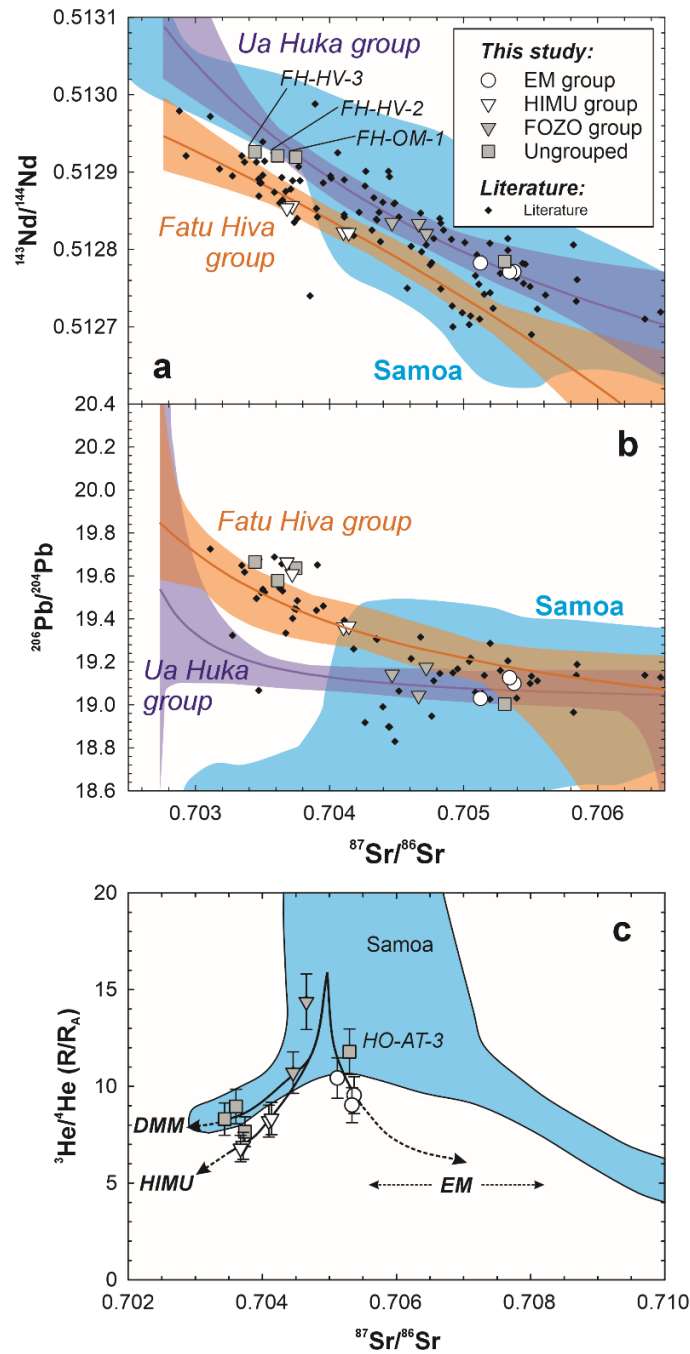 0.5131
0.5130
0.5129
0.5128
0.5127
¹⁴³Nd/¹⁴⁴Nd
Ua Huka group
FH-HV-3
FH-HV-2
FH-OM-1
Fatu Hiva
group
Samoa
a
This study:
EM group
HIMU group
FOZO group
Ungrouped
Literature:
Literature
20.4
20.2
20.0
19.8
19.6
19.4
19.2
19.0
18.8
18.6
²⁰⁶Pb/²⁰⁴Pb
b
Fatu Hiva group
Samoa
Ua Huka
group
0.703
0.704
0.705
0.706
⁸⁷Sr/⁸⁶Sr
20
15
10
5
0
³He/⁴He (R/R_A)
c
Samoa
HO-AT-3
DMM
HIMU
EM
0.702
0.704
0.706
0.708
0.710
⁸⁷Sr/⁸⁶Sr